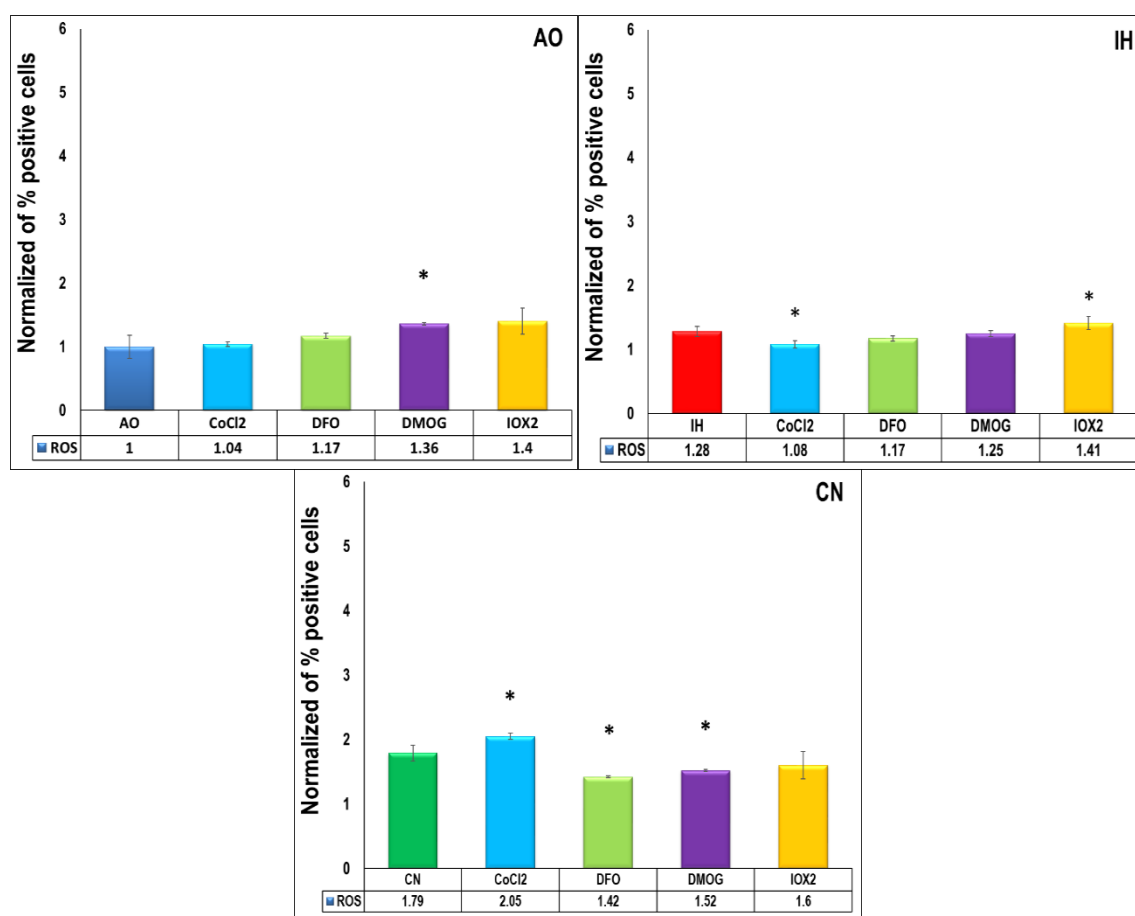 AO
Normalized of % positive cells
6
5
4
3
2
1
0
*
AO CoCl2 DFO DMOG IOX2
ROS 1 1.04 1.17 1.36 1.4
IH
Normalized of % positive cells
6
5
4
3
2
1
0
* *
IH CoCl2 DFO DMOG IOX2
ROS 1.28 1.08 1.17 1.25 1.41
CN
Normalized of % positive cells
6
5
4
3
2
1
0
* * *
CN CoCl2 DFO DMOG IOX2
ROS 1.79 2.05 1.42 1.52 1.6